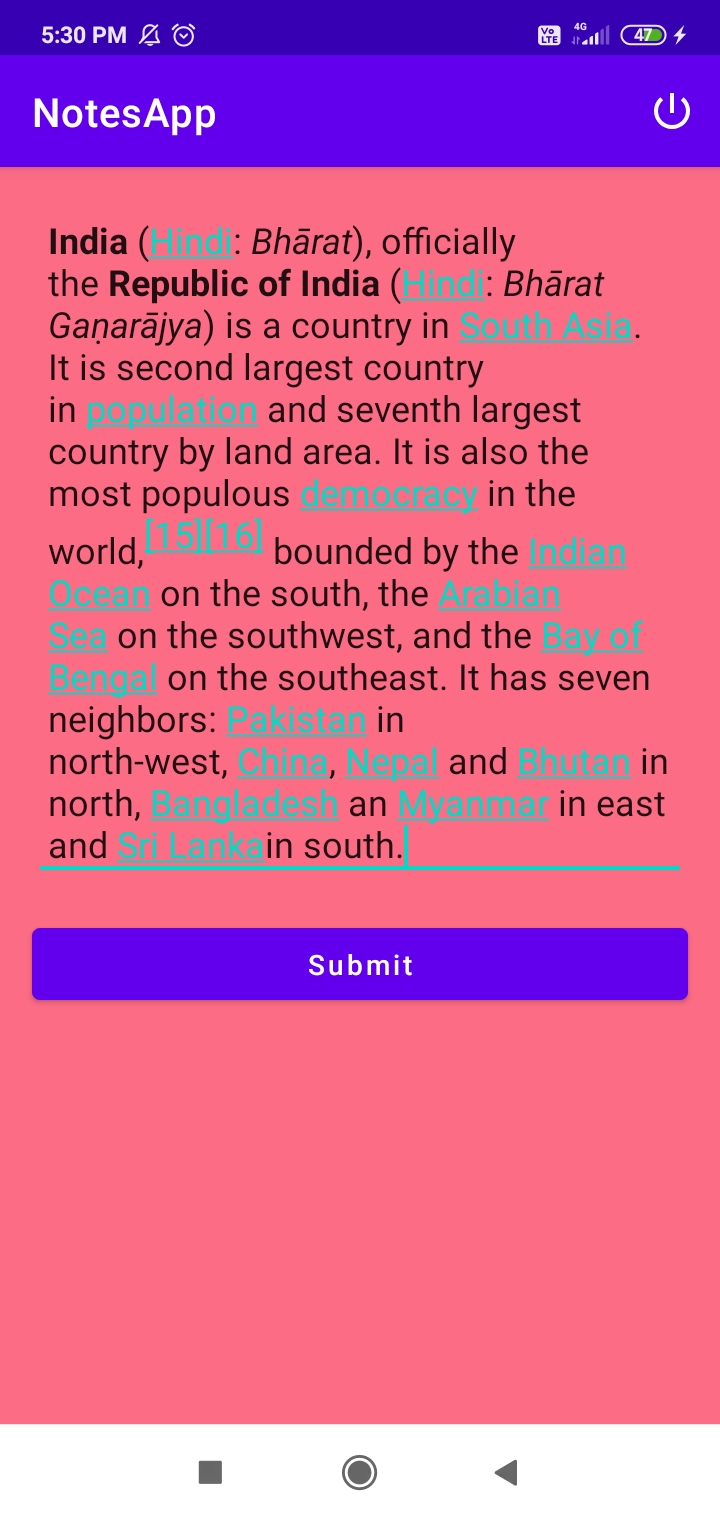 5:30 PM
Vo LTE
4G
47
NotesApp
India (Hindi: Bhārat), officially
the Republic of India (Hindi: Bhārat
Gaṇarājya) is a country in South Asia.
It is second largest country
in population and seventh largest
country by land area. It is also the
most populous democracy in the
world,[15][16] bounded by the Indian
Ocean on the south, the Arabian
Sea on the southwest, and the Bay of
Bengal on the southeast. It has seven
neighbors: Pakistan in
north-west, China, Nepal and Bhutan in
north, Bangladesh an Myanmar in east
and Sri Lankain south.
Submit